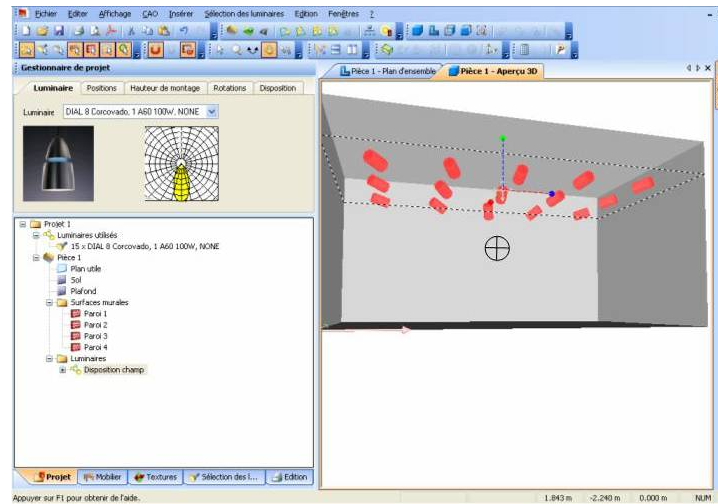 Fichier Editer Affichage CAO Insérer Sélection des luminaires Edition Fenêtres ?
Gestionnaire de projet
Pièce 1 - Plan d'ensemble Pièce 1 - Aperçu 3D
Luminaire Positions Hauteur de montage Rotations Disposition
Luminaire DIAL 8 Corcovado, 1 A60 100W, NONE
Projet 1
Luminaires utilisés
15 x DIAL 8 Corcovado, 1 A60 100W, NONE
Pièce 1
Plan utile
Sol
Plafond
Surfaces murales
Paroi 1
Paroi 2
Paroi 3
Paroi 4
Luminaires
Disposition champ
Projet Mobilier Textures Sélection des l... Edition
Appuyer sur F1 pour obtenir de l'aide. 1.843 m -2.240 m 0.000 m NUM